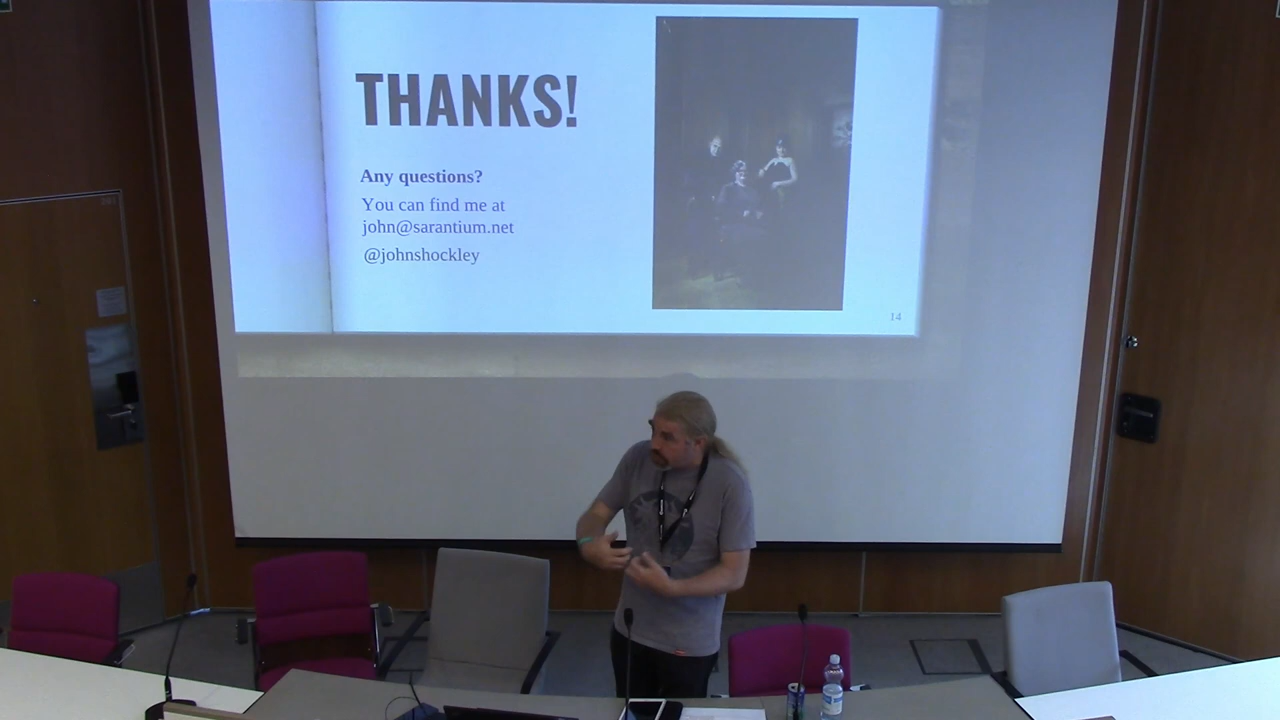 THANKS!
Any questions?
You can find me at
john@sarantium.net
@johnshockley
14